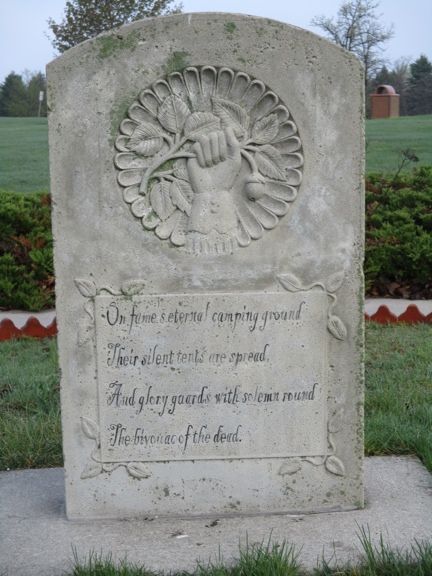 On fame's eternal camping ground
Their silent tents are spread,
And glory guards with solemn round
The bivouac of the dead.